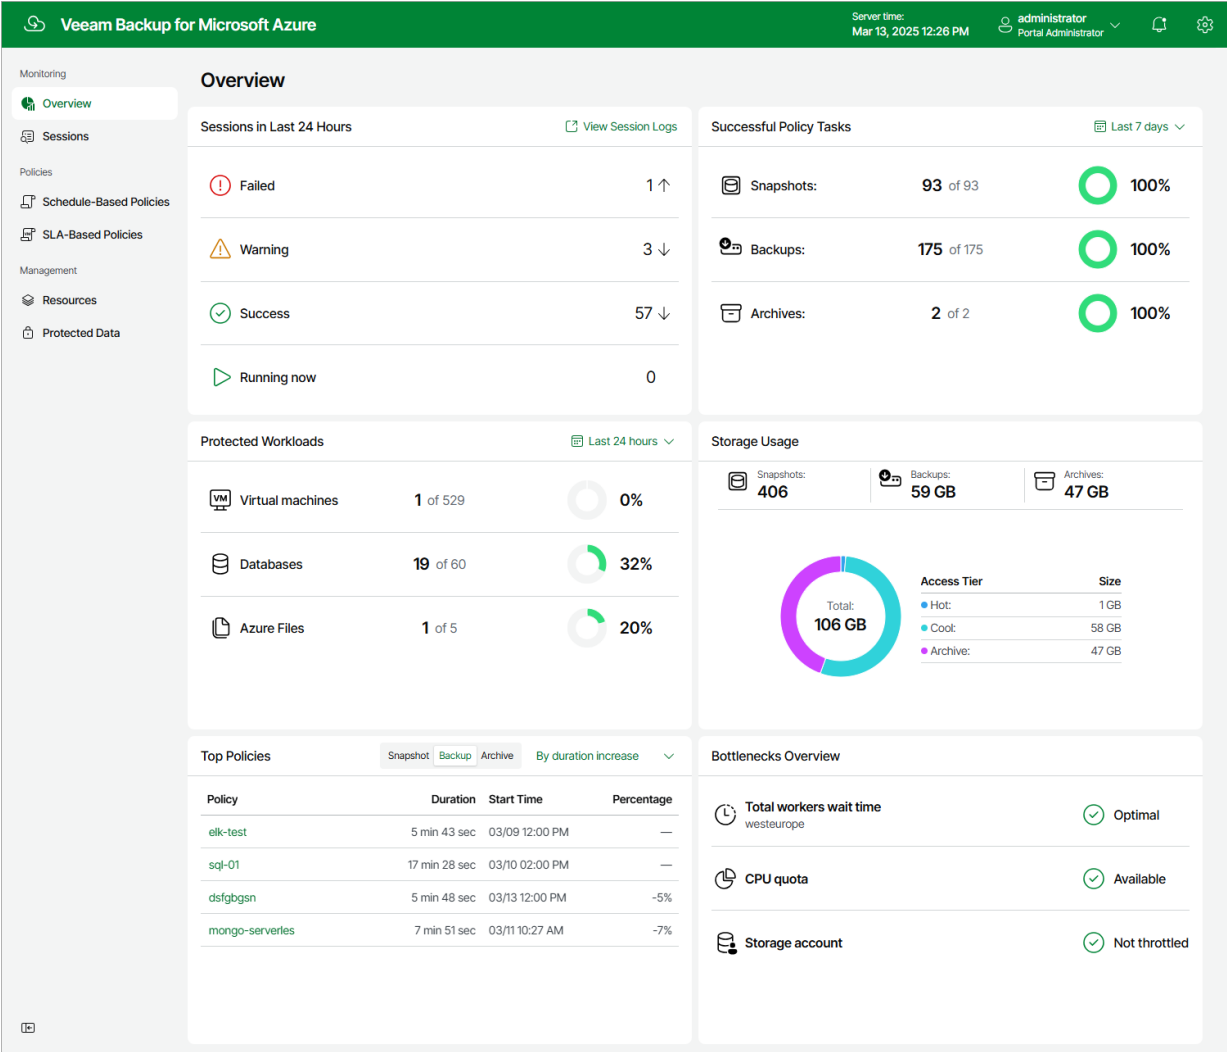 Veeam Backup for Microsoft Azure
Server time:
Mar 13, 2025 12:26 PM
administrator
Portal Administrator
Monitoring
Overview
Sessions
Policies
Schedule-Based Policies
SLA-Based Policies
Management
Resources
Protected Data
Overview
Sessions in Last 24 Hours View Session Logs
Failed 1
Warning 3
Success 57
Running now 0
Successful Policy Tasks Last 7 days
Snapshots: 93 of 93 100%
Backups: 175 of 175 100%
Archives: 2 of 2 100%
Protected Workloads Last 24 hours
VM Virtual machines 1 of 529 0%
Databases 19 of 60 32%
Azure Files 1 of 5 20%
Storage Usage
Snapshots: Backups: Archives:
406 59 GB 47 GB
Total:
106 GB
Access Tier Size
Hot: 1 GB
Cool: 58 GB
Archive: 47 GB
Top Policies Snapshot Backup Archive By duration increase
Policy Duration Start Time Percentage
elk-test 5 min 43 sec 03/09 12:00 PM —
sql-01 17 min 28 sec 03/10 02:00 PM —
dsfgbgsn 5 min 48 sec 03/13 12:00 PM -5%
mongo-serverles 7 min 51 sec 03/11 10:27 AM -7%
Bottlenecks Overview
Total workers wait time Optimal
westeurope
CPU quota Available
Storage account Not throttled